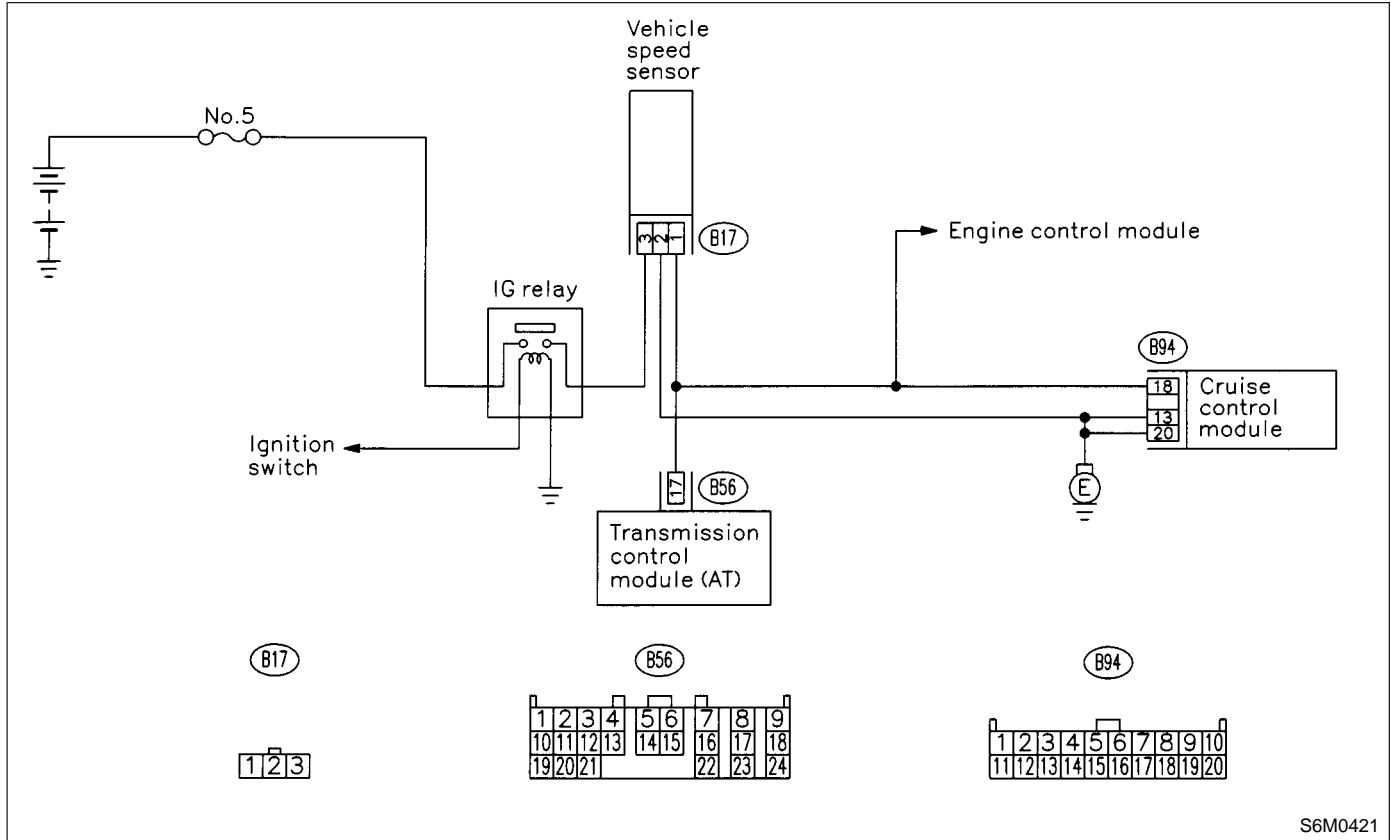 Vehicle
speed
sensor
No.5
3 2 1
B17
Engine control module
IG relay
B94
18
13
20
Cruise
control
module
Ignition
switch
17
B56
E
Transmission
control
module (AT)
B17
B56
B94
1 2 3
1 2 3 4 5 6 7 8 9
10 11 12 13 14 15 16 17 18
19 20 21 22 23 24
1 2 3 4 5 6 7 8 9 10
11 12 13 14 15 16 17 18 19 20
S6M0421